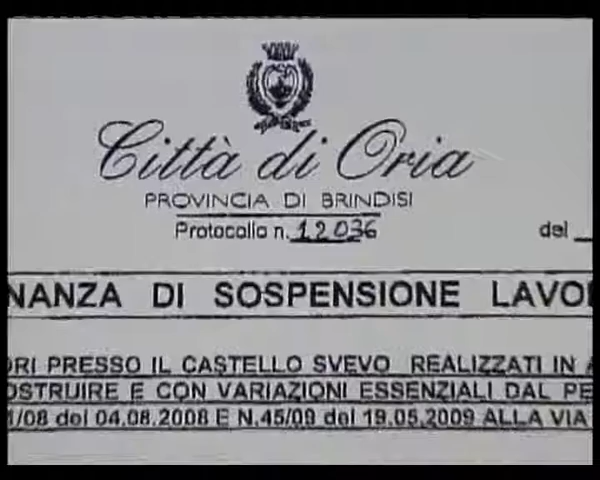 Città di Oria
PROVINCIA DI BRINDISI
Protocollo n. 12036 del
NANZA DI SOSPENSIONE LAVO
ORI PRESSO IL CASTELLO SVEVO REALIZZATI IN A
OSTRUIRE E CON VARIAZIONI ESSENZIALI DAL PE
1/08 del 04.08.2008 E N.45/09 del 19.05.2009 ALLA VIA